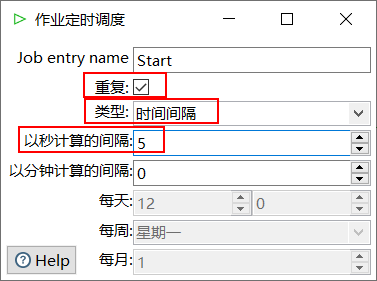 作业定时调度
Job entry name Start
重复:
类型: 时间间隔
以秒计算的间隔: 5
以分钟计算的间隔: 0
每天: 12 0
每周: 星期一
每月: 1
Help